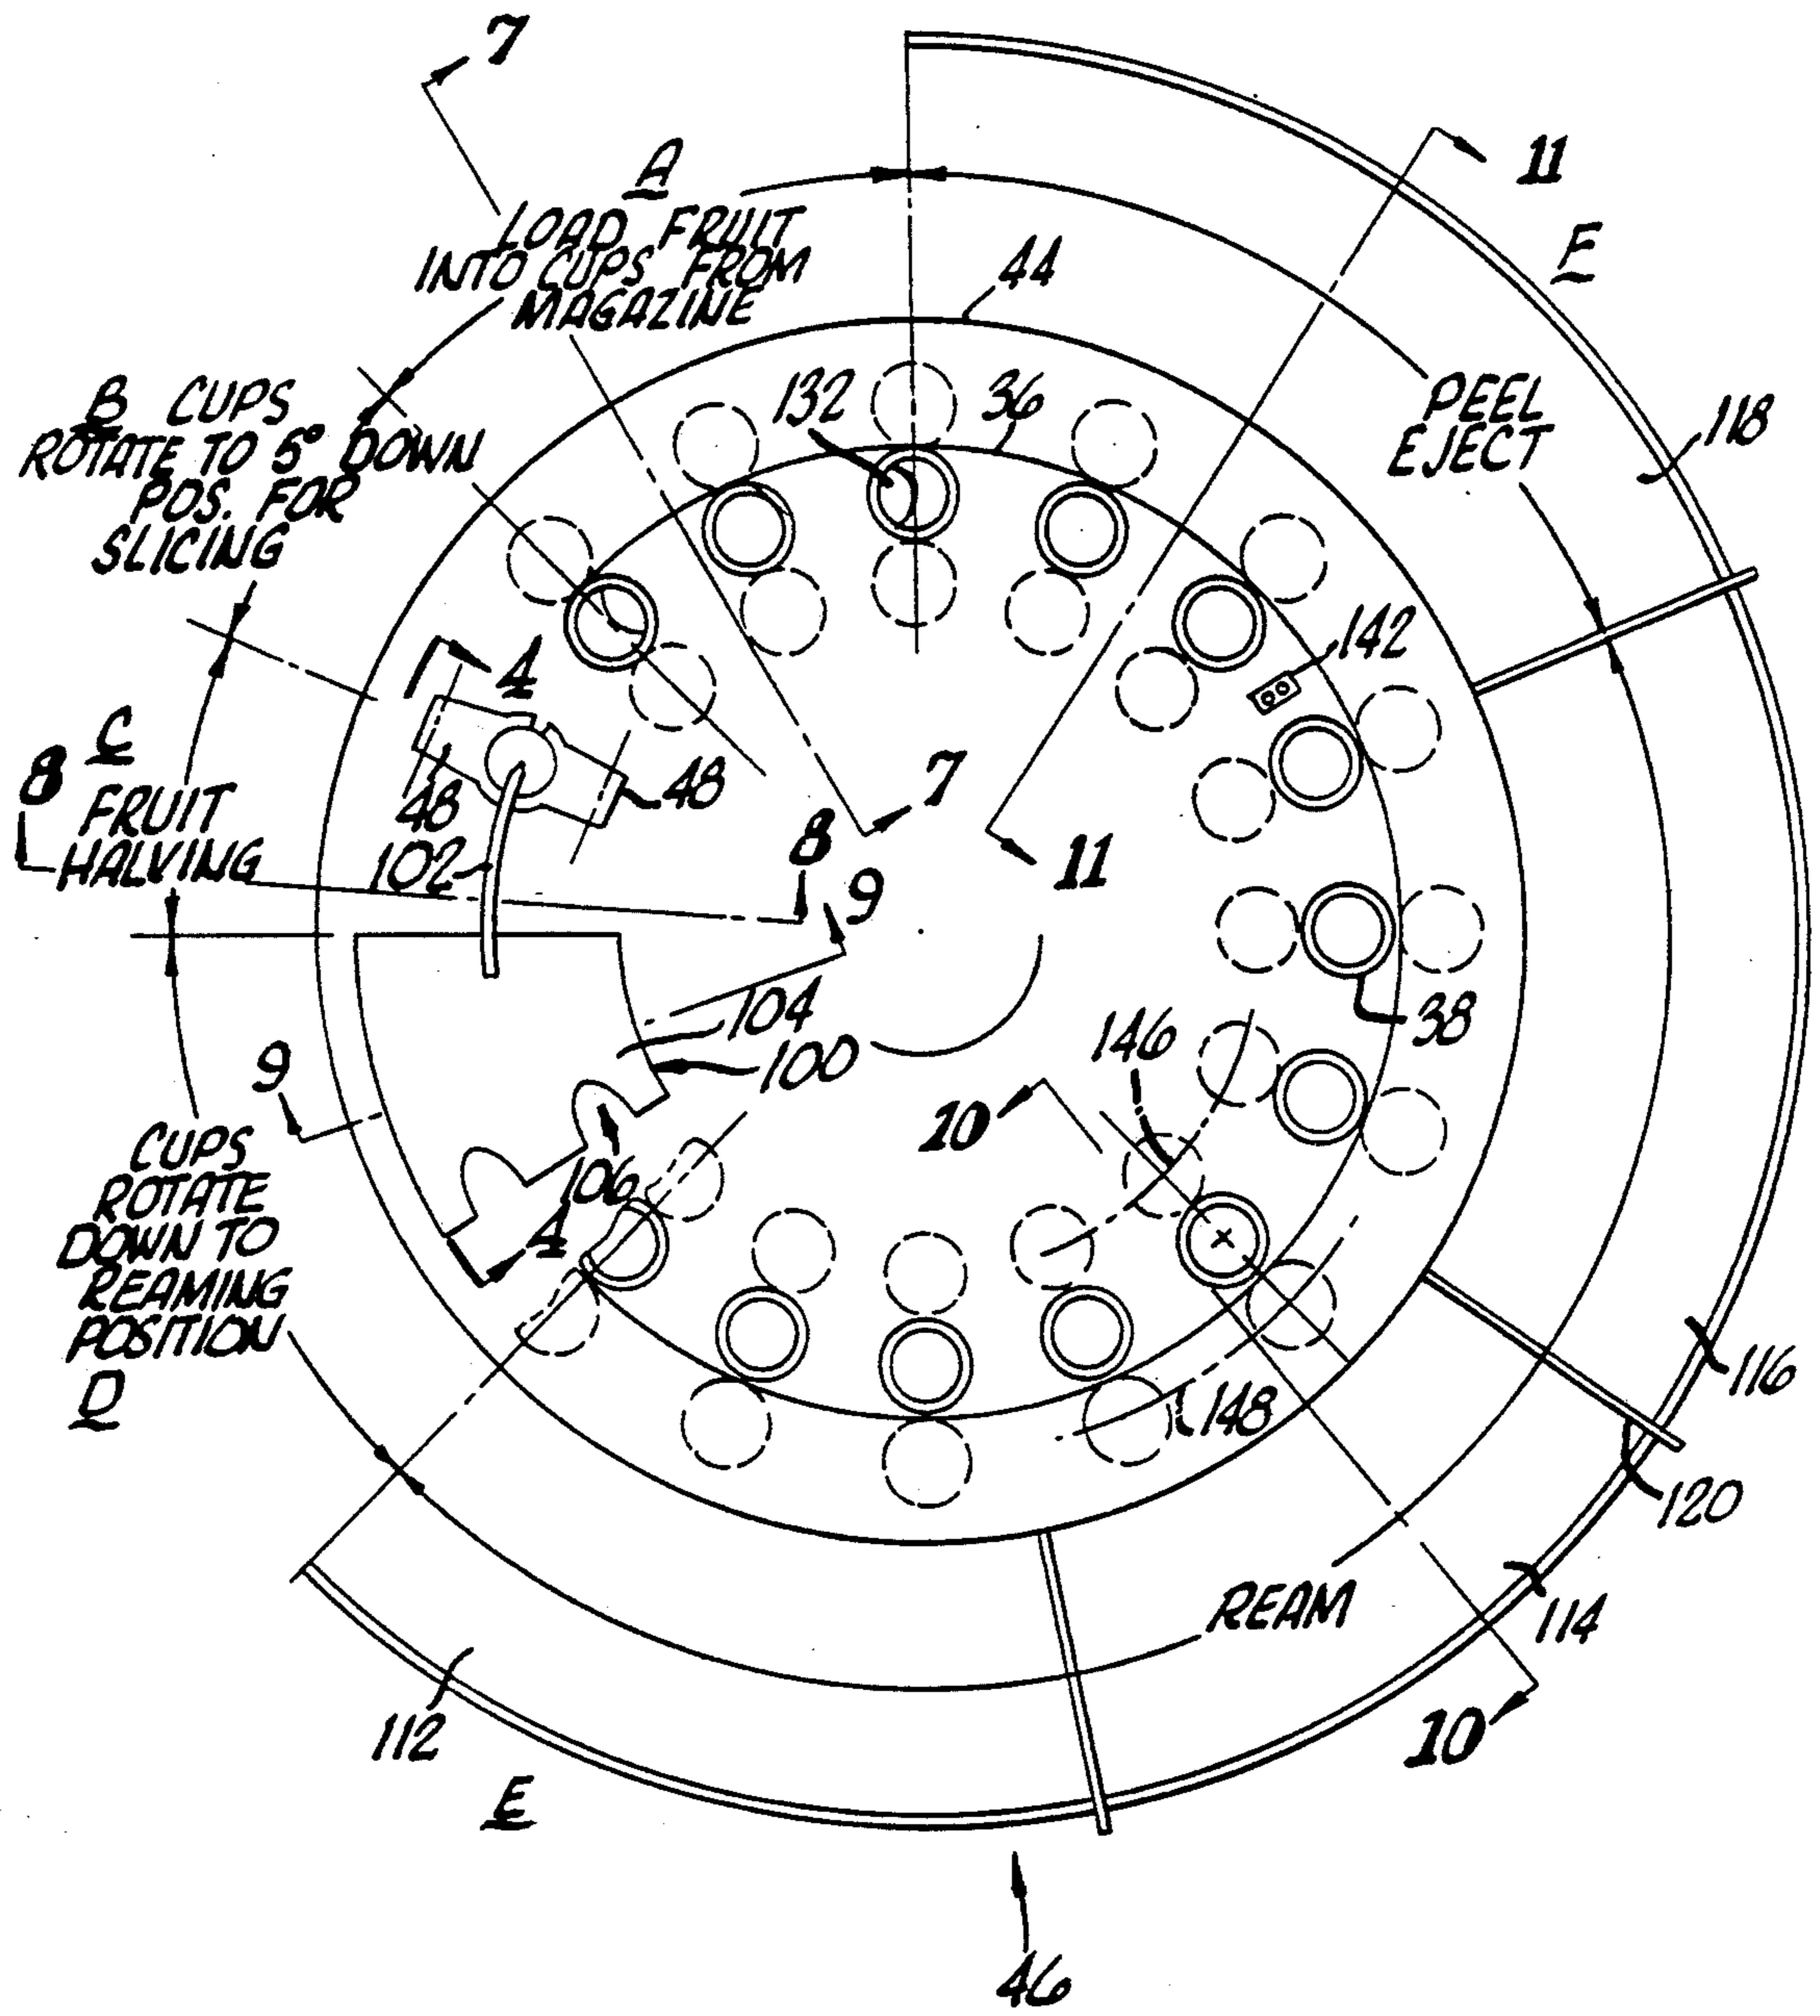 7
A
LOAD FRUIT
INTO CUPS FROM
MAGAZINE
11
F
44
B CUPS
ROTATE TO 5° DOWN
POS. FOR
SLICING
132
36
PEEL
EJECT
118
4
142
C
8
FRUIT
HALVING
48
48
102
7
8
9
11
104
100
38
146
9
10
CUPS
ROTATE
DOWN TO
REAMING
POSITION
D
106
4
148
116
120
REAM
114
112
10
E
46